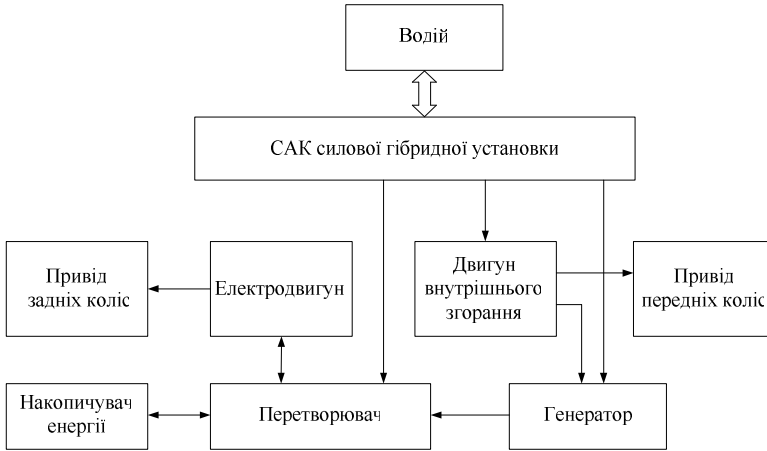 Водій
САК силової гібридної установки
Привід
задніх коліс
Електродвигун
Двигун
внутрішнього
згорання
Привід
передніх коліс
Накопичувач
енергії
Перетворювач
Генератор